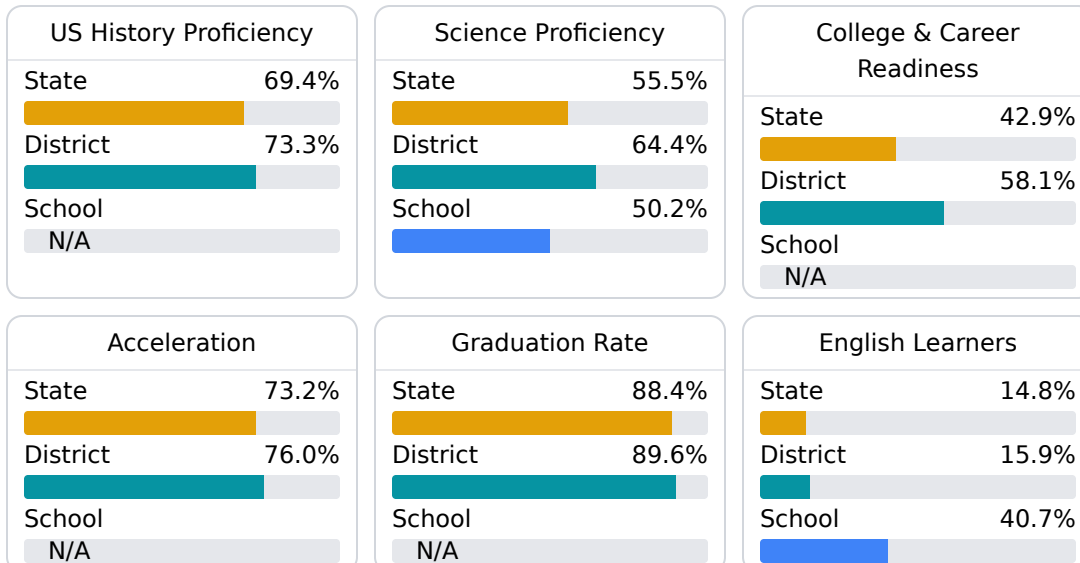 US History Proficiency
State 69.4%
District 73.3%
School
N/A
Science Proficiency
State 55.5%
District 64.4%
School 50.2%
College & Career
Readiness
State 42.9%
District 58.1%
School
N/A
Acceleration
State 73.2%
District 76.0%
School
N/A
Graduation Rate
State 88.4%
District 89.6%
School
N/A
English Learners
State 14.8%
District 15.9%
School 40.7%